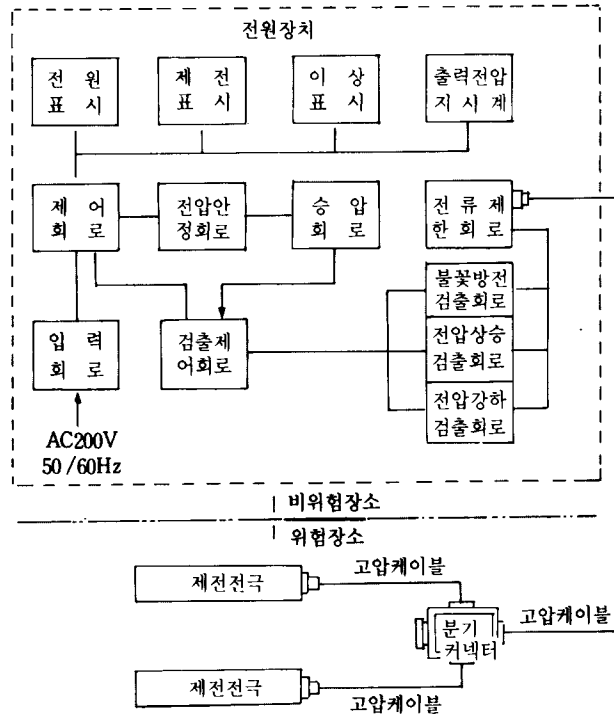 전원장치
전 원
표 시
제 전
표 시
이 상
표 시
출력전압
지 시 계
제 어
회 로
전압안
정회로
승 압
회 로
전 류 제
한 회 로
불꽃방전
검출회로
전압상승
검출회로
전압강하
검출회로
입 력
회 로
검출제
어회로
AC200V
50/60Hz
비위험장소
위험장소
제전전극
고압케이블
분기
커넥터
고압케이블
제전전극
고압케이블